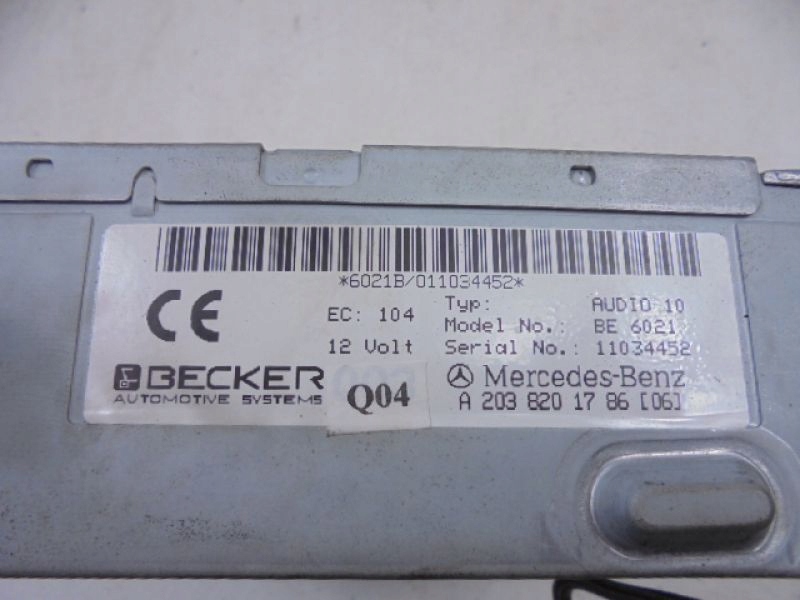 *6021B/011034452*
CE
EC: 104
12 Volt
Typ: AUDIO 10
Model No.: BE 6021
Serial No.: 11034452
BECKER
AUTOMOTIVE SYSTEMS
Q04
Mercedes-Benz
A 203 820 17 86 [06]